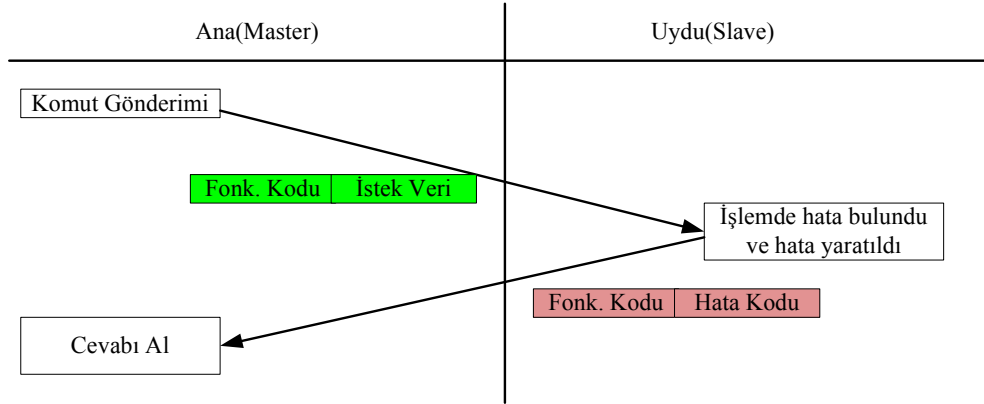 Ana(Master)
Uydu(Slave)
Komut Gönderimi
Fonk. Kodu
İstek Veri
İşlemde hata bulundu
ve hata yaratıldı
Fonk. Kodu
Hata Kodu
Cevabı Al